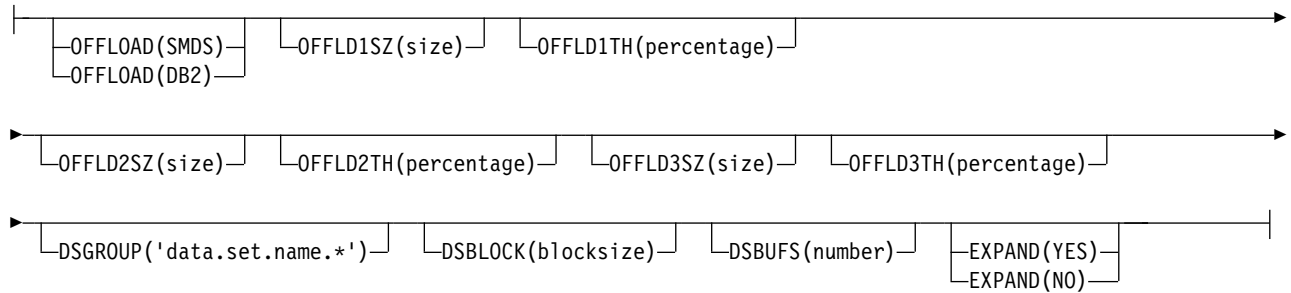 OFFLOAD(SMDS) OFFLD1SZ(size) OFFLD1TH(percentage)
OFFLOAD(DB2)
OFFLD2SZ(size) OFFLD2TH(percentage) OFFLD3SZ(size) OFFLD3TH(percentage)
DSGROUP('data.set.name.*') DSBLOCK(blocksize) DSBUFS(number) EXPAND(YES)
EXPAND(NO)